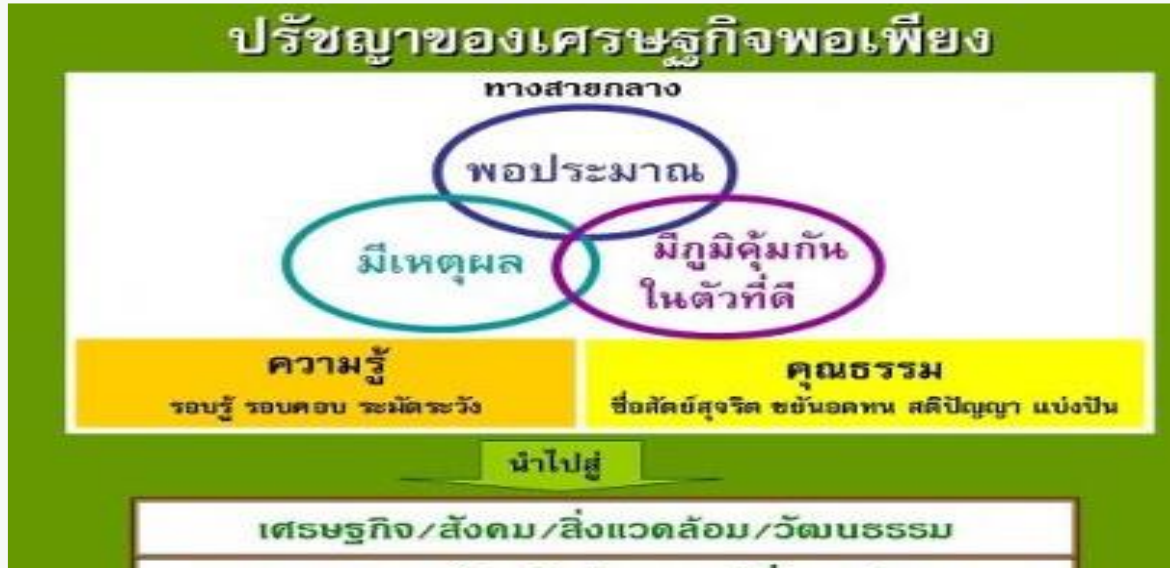 ปรัชญาของเศรษฐกิจพอเพียง
ทางสายกลาง
พอประมาณ
มีเหตุผล
มีภูมิคุ้มกัน
ในตัวที่ดี
ความรู้
รอบรู้ รอบคอบ ระมัดระวัง
คุณธรรม
ซื่อสัตย์สุจริต ขยันอดทน สติปัญญา แบ่งปัน
นำไปสู่
เศรษฐกิจ/สังคม/สิ่งแวดล้อม/วัฒนธรรม